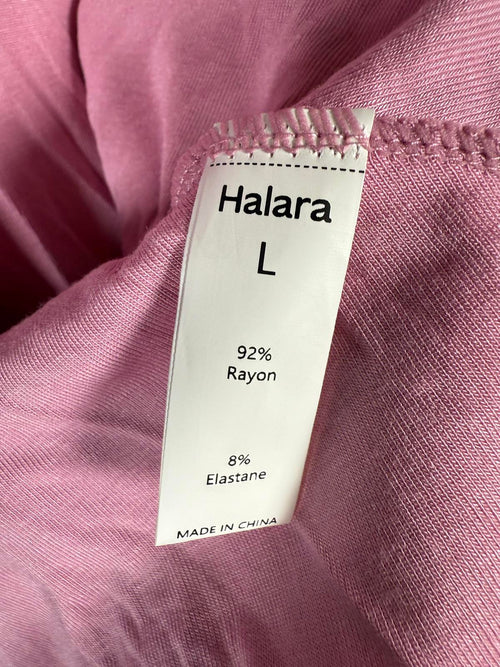 Halara
L
92%
Rayon
8%
Elastane
MADE IN CHINA